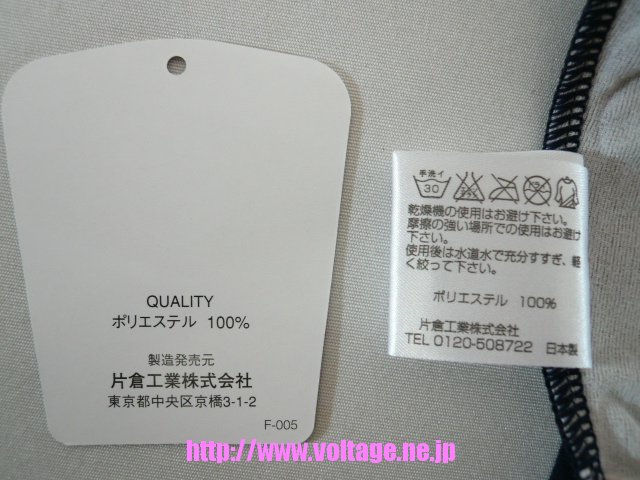 QUALITY
ポリエステル 100%
製造発売元
片倉工業株式会社
東京都中央区京橋3-1-2
F-005
手洗イ
30
乾燥機の使用はお避け下さい。
摩擦の強い場所での使用はお避け下さい。
使用後は水道水で充分すすぎ、軽
く絞って下さい。
ポリエステル 100%
片倉工業株式会社
TEL 0120-508722 日本製
http://www.voltage.ne.jp